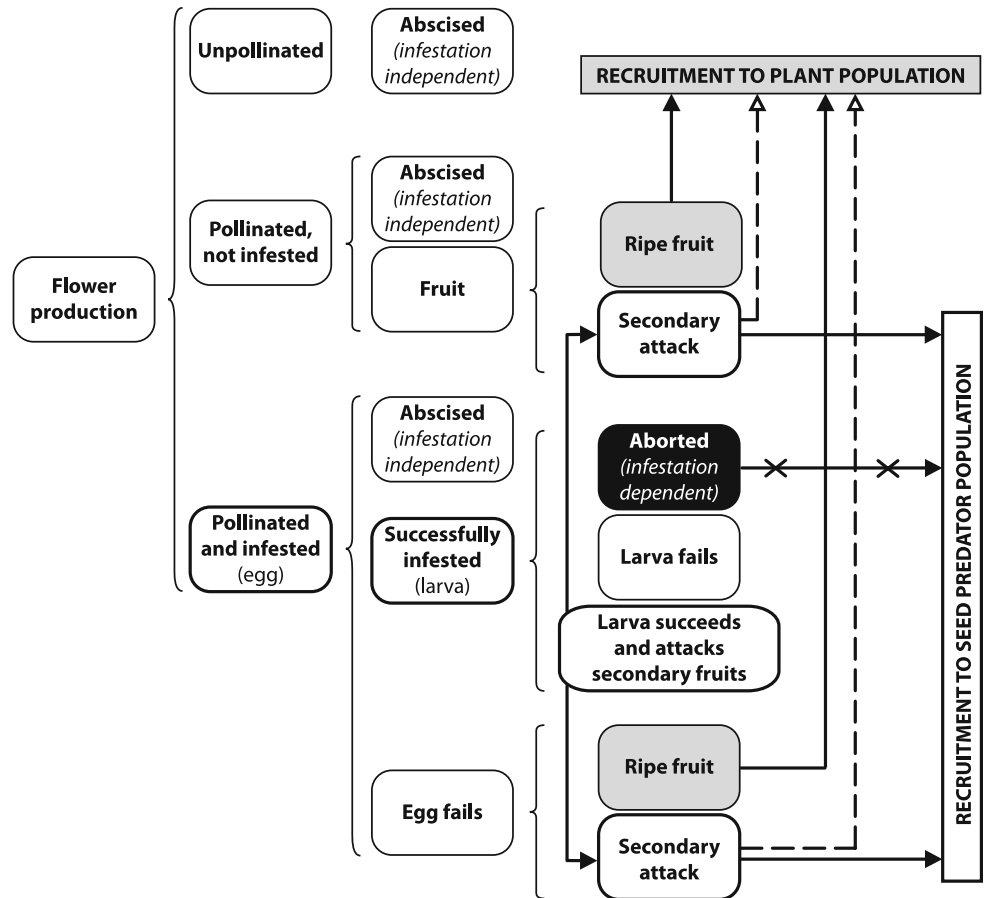 Flower
production
Unpollinated
Abscised
(infestation
independent)
Pollinated,
not infested
Abscised
(infestation
independent)
Fruit
Ripe fruit
Secondary
attack
Pollinated
and infested
(egg)
Abscised
(infestation
independent)
Successfully
infested
(larva)
Aborted
(infestation
dependent)
Larva fails
Larva succeeds
and attacks
secondary fruits
Egg fails
Ripe fruit
Secondary
attack
RECRUITMENT TO PLANT POPULATION
RECRUITMENT TO SEED PREDATOR POPULATION